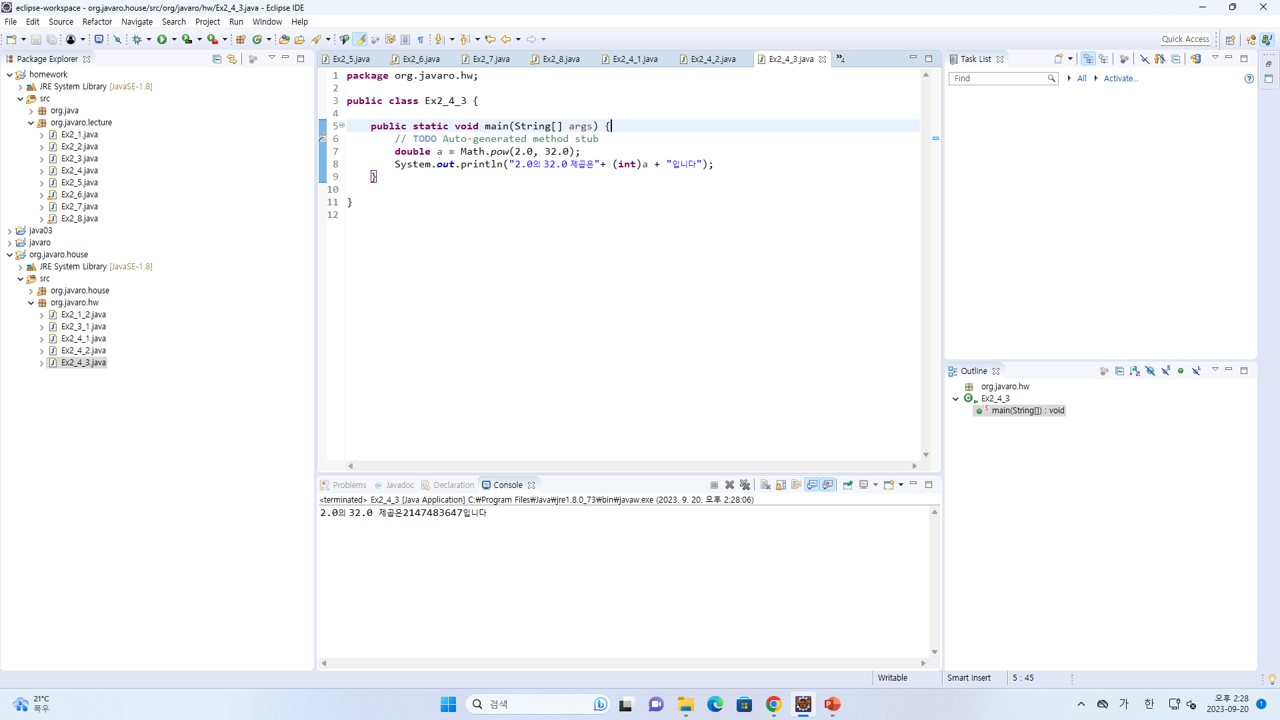 eclipse-workspace - org.javaro.house/src/org/javaro/hw/Ex2_4_3.java - Eclipse IDE
File Edit Source Refactor Navigate Search Project Run Window Help
Quick Access
Package Explorer
homework
JRE System Library [JavaSE-1.8]
src
org.java
org.javaro.lecture
Ex2_1.java
Ex2_2.java
Ex2_3.java
Ex2_4.java
Ex2_5.java
Ex2_6.java
Ex2_7.java
Ex2_8.java
java03
javaro
org.javaro.house
JRE System Library [JavaSE-1.8]
src
org.javaro.house
org.javaro.hw
Ex2_1_2.java
Ex2_3_1.java
Ex2_4_1.java
Ex2_4_2.java
Ex2_4_3.java
Ex2_5.java Ex2_6.java Ex2_7.java Ex2_8.java Ex2_4_1.java Ex2_4_2.java Ex2_4_3.java
1 package org.javaro.hw;
2
3 public class Ex2_4_3 {
4
5 public static void main(String[] args) {
6 // TODO Auto-generated method stub
7 double a = Math.pow(2.0, 32.0);
8 System.out.println("2.0의 32.0 제곱은"+ (int)a + "입니다");
9 }
10
11 }
12
Problems Javadoc Declaration Console
<terminated> Ex2_4_3 [Java Application] C:₩Program Files₩Java₩jre1.8.0_73₩bin₩javaw.exe (2023. 9. 20. 오후 2:28:06)
2.0의 32.0 제곱은2147483647입니다
Task List
Find All Activate...
Outline
org.javaro.hw
Ex2_4_3
main(String[]) : void
Writable Smart Insert 5 : 45
21°C
폭우
검색
가 한
오후 2:28
2023-09-20